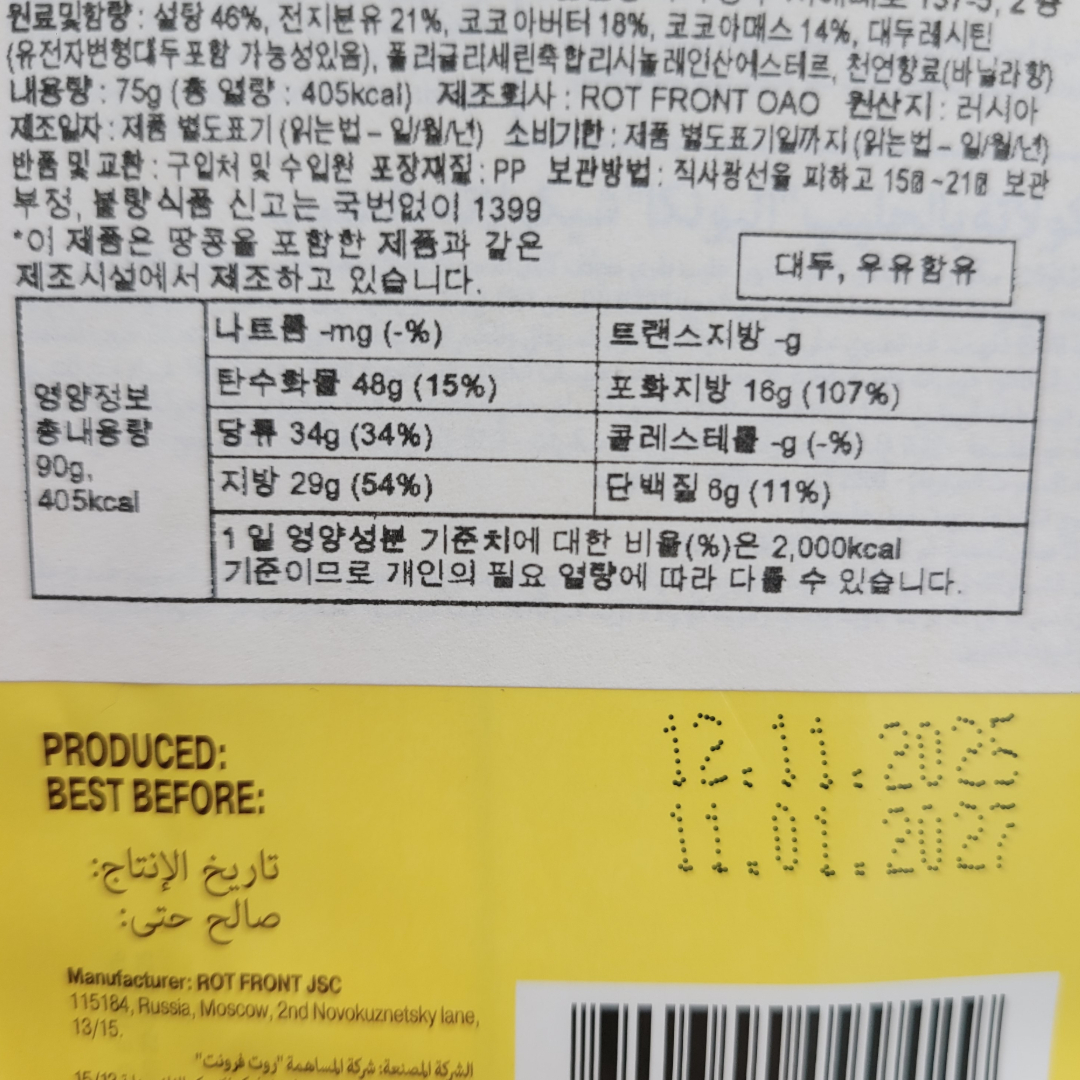 원료및함량 : 설탕 46%, 전지분유 21%, 코코아버터 18%, 코코아매스 14%, 대두레시틴
(유전자변형대두포함 가능성있음), 폴리글리세린축합리시놀레인산에스테르, 천연향료(바닐라향)
내용량 : 75g (총 열량 : 405kcal) 제조회사 : ROT FRONT OAO 원산지 : 러시아
제조일자 : 제품 별도표기 (읽는법 - 일/월/년) 소비기한 : 제품 별도표기일까지 (읽는법 - 일/월/년)
반품 및 교환 : 구입처 및 수입원 포장재질 : PP 보관방법 : 직사광선을 피하고 15도~21도 보관
부정, 불량식품 신고는 국번없이 1399
*이 제품은 땅콩을 포함한 제품과 같은
제조시설에서 제조하고 있습니다.
대두, 우유함유
영양정보
총내용량
90g,
405kcal
나트륨 -mg (-%)
트랜스지방 -g
탄수화물 48g (15%)
포화지방 16g (107%)
당류 34g (34%)
콜레스테롤 -g (-%)
지방 29g (54%)
단백질 6g (11%)
1 일 영양성분 기준치에 대한 비율(%)은 2,000kcal
기준이므로 개인의 필요 열량에 따라 다를 수 있습니다.
PRODUCED: 12.11.2025
BEST BEFORE: 11.01.2027
تاريخ الإنتاج:
صالح حتى:
Manufacturer: ROT FRONT JSC
115184, Russia, Moscow, 2nd Novokuznetsky lane,
13/15.
الشركة المصنعة: شركة المساهمة "روت فرونت"